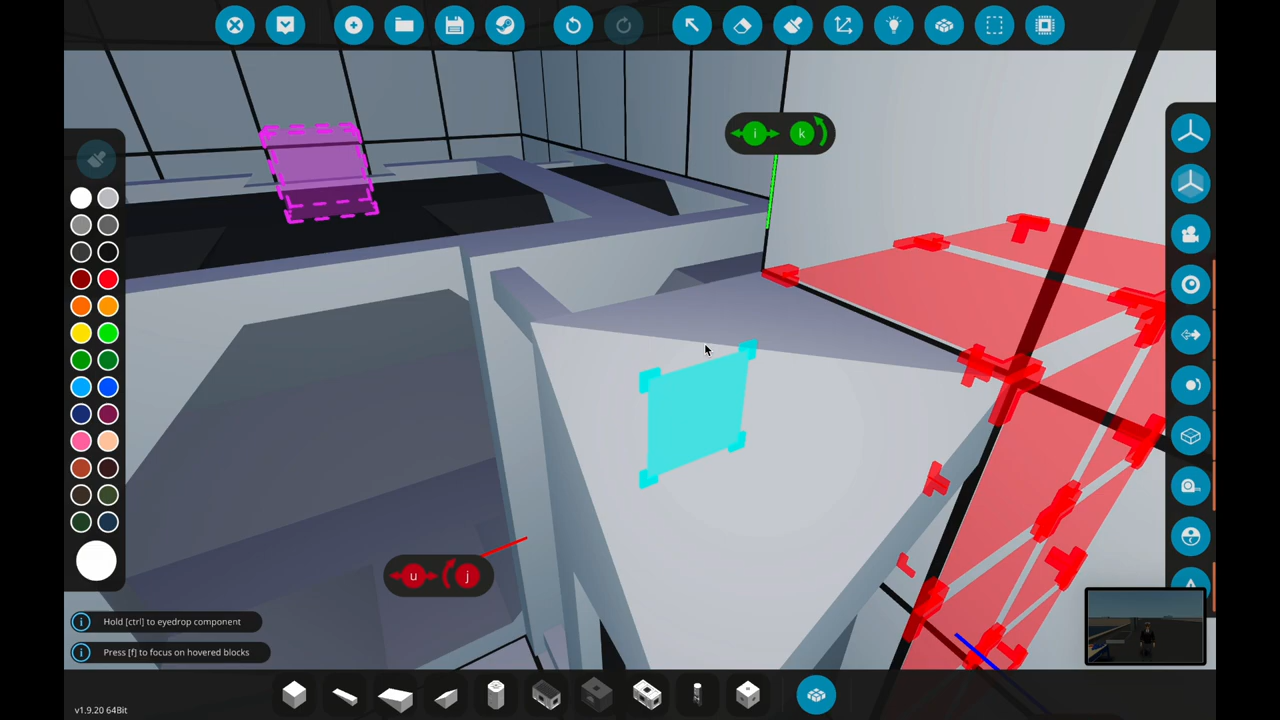 i k
u j
Hold [ctrl] to eyedrop component
Press [f] to focus on hovered blocks
v1.9.20 64Bit